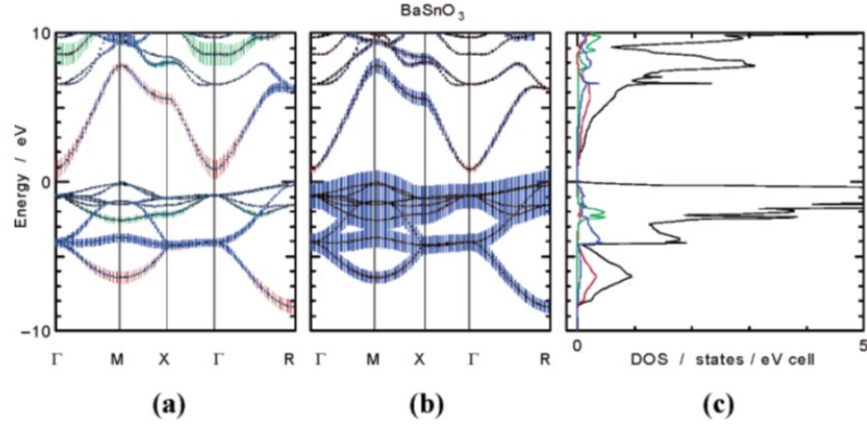 BaSnO3
10
0
−10
Energy / eV
Γ M X Γ R
Γ M X Γ R
0 5
DOS / states / eV cell
(a) (b) (c)